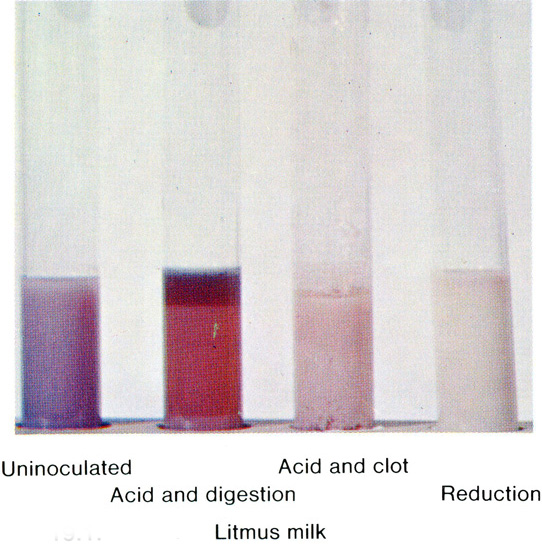 Uninoculated
Acid and clot
Acid and digestion
Reduction
Litmus milk